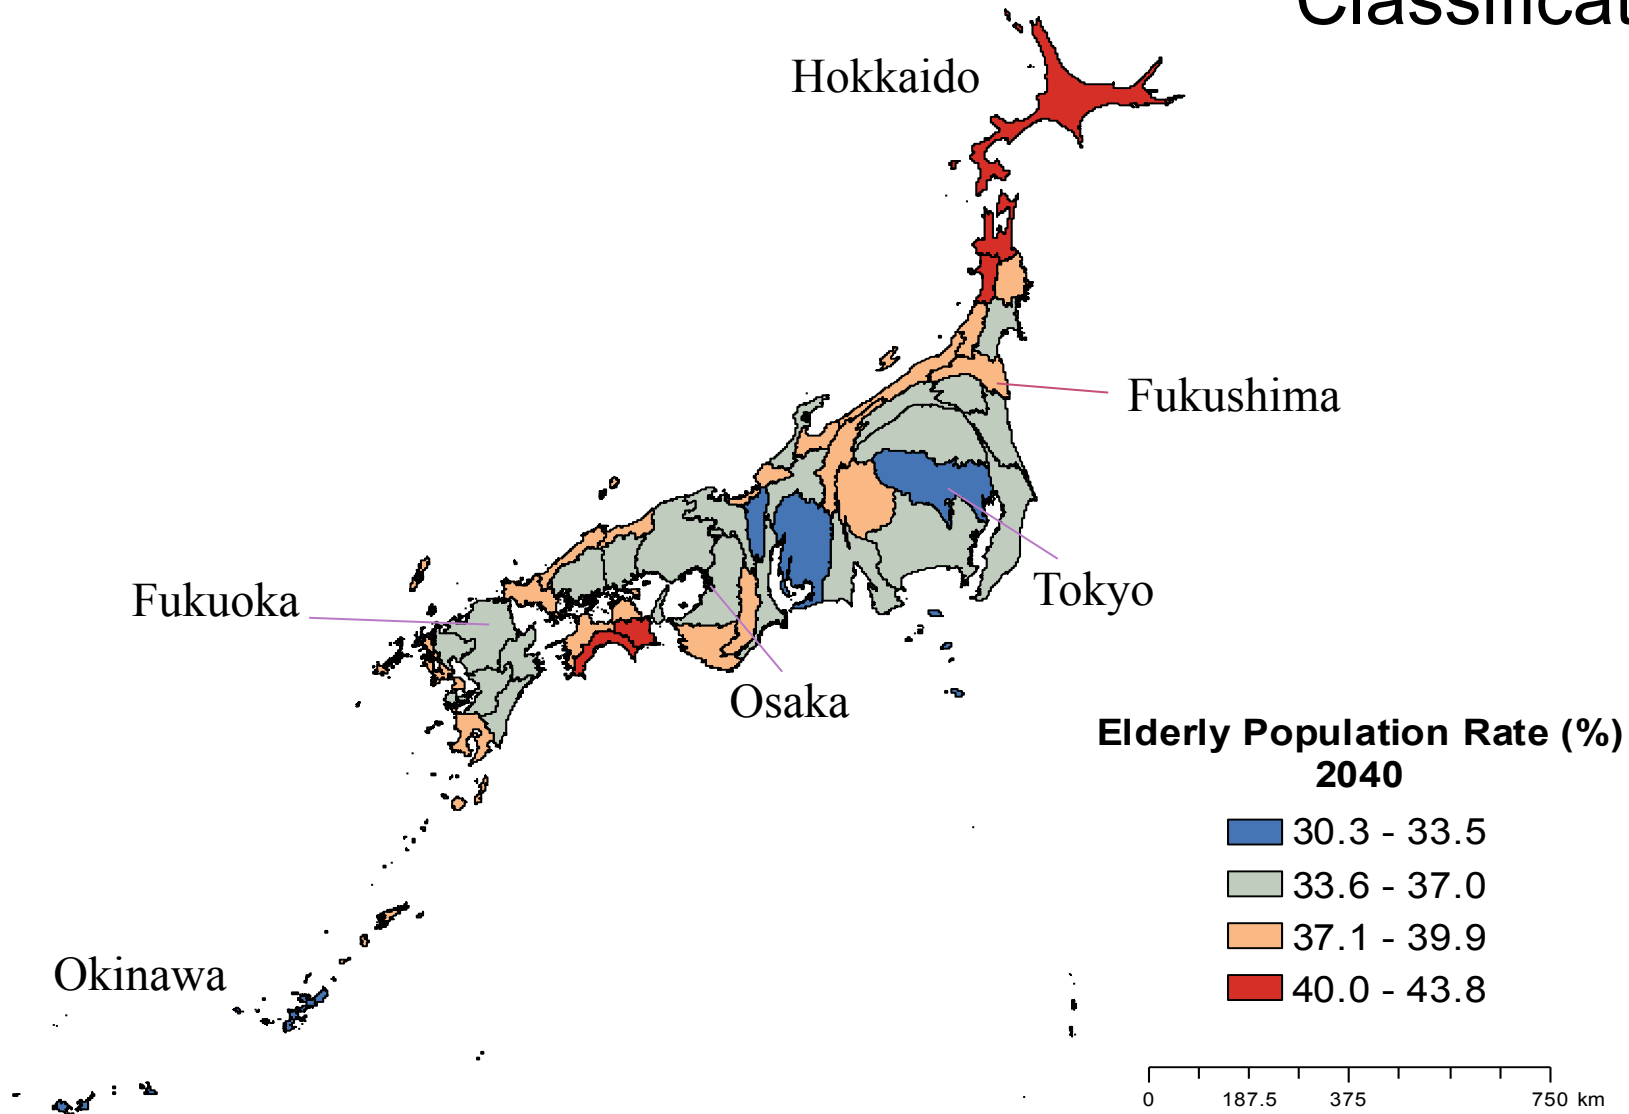 Classificat
Hokkaido
Fukushima
Fukuoka
Tokyo
Osaka
Elderly Population Rate (%)
2040
30.3 - 33.5
33.6 - 37.0
37.1 - 39.9
40.0 - 43.8
Okinawa
0 187.5 375 750 km